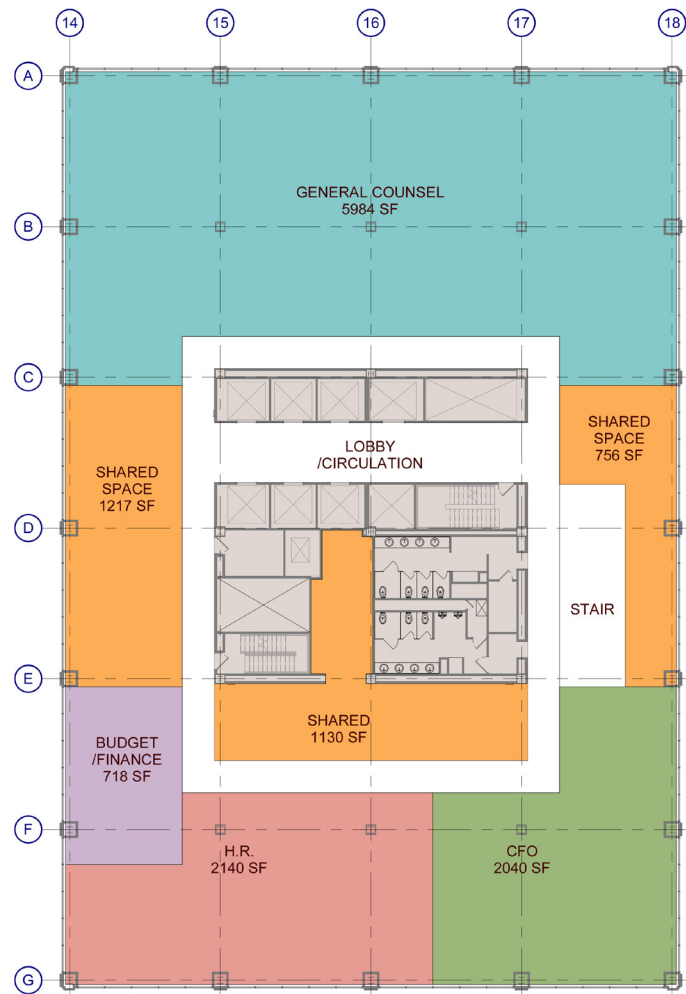 14 15 16 17 18
A
GENERAL COUNSEL
5984 SF
B
C
LOBBY
/CIRCULATION
SHARED
SPACE
756 SF
SHARED
SPACE
1217 SF
D
STAIR
E
SHARED
1130 SF
BUDGET
/FINANCE
718 SF
F
H.R.
2140 SF
CFO
2040 SF
G